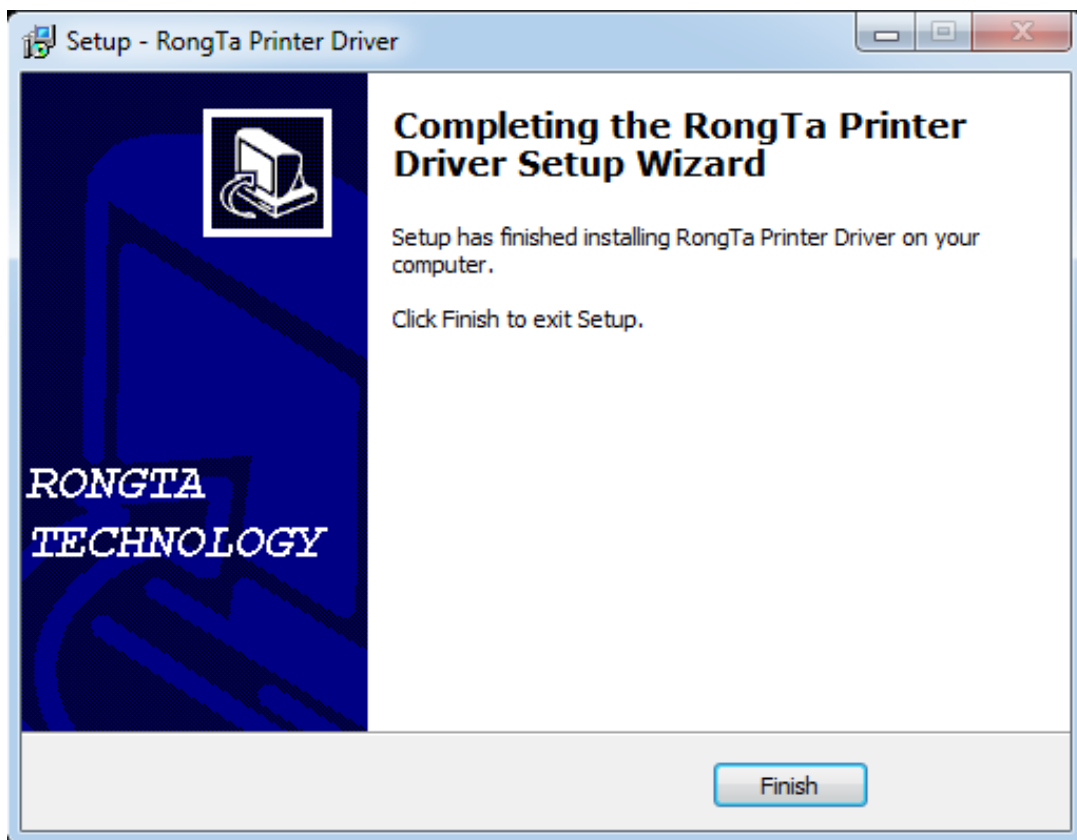 Setup - RongTa Printer Driver
Completing the RongTa Printer
Driver Setup Wizard
Setup has finished installing RongTa Printer Driver on your
computer.
Click Finish to exit Setup.
RONGTA
TECHNOLOGY
Finish